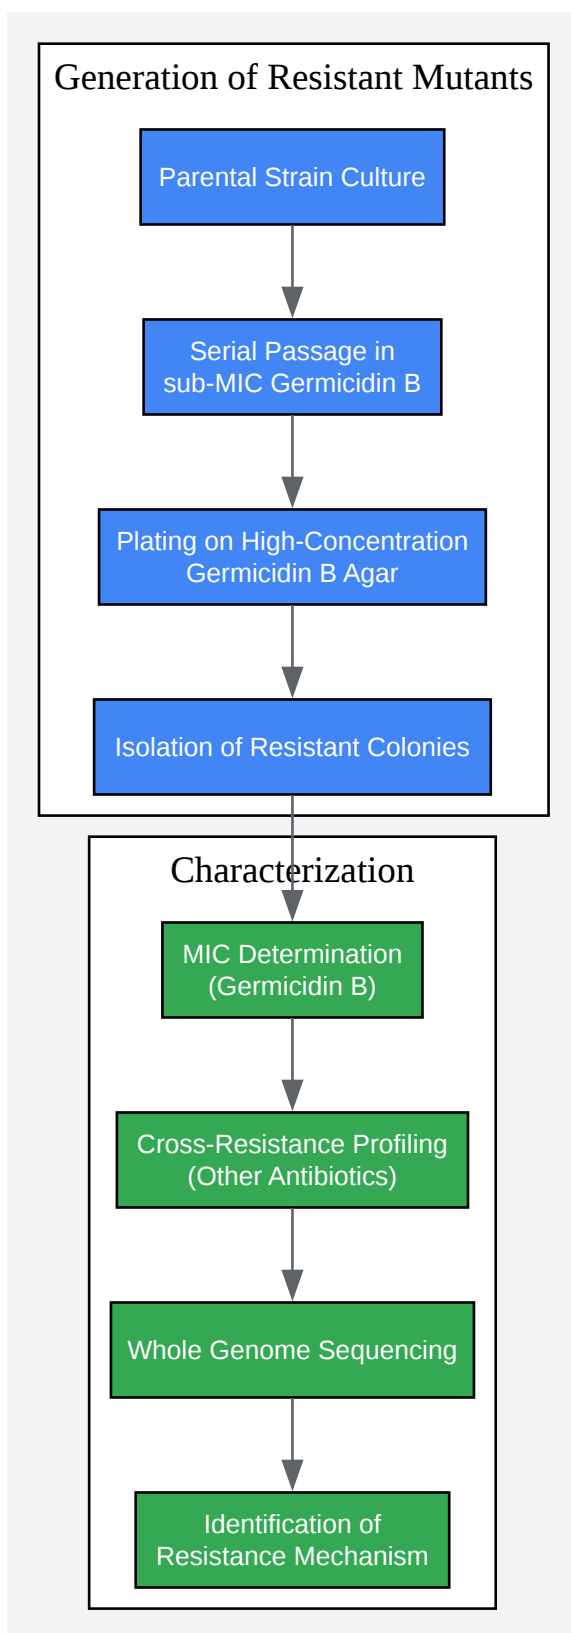 Generation of Resistant Mutants
Parental Strain Culture
Serial Passage in
sub-MIC Germicidin B
Plating on High-Concentration
Germicidin B Agar
Isolation of Resistant Colonies
Characterization
MIC Determination
(Germicidin B)
Cross-Resistance Profiling
(Other Antibiotics)
Whole Genome Sequencing
Identification of
Resistance Mechanism